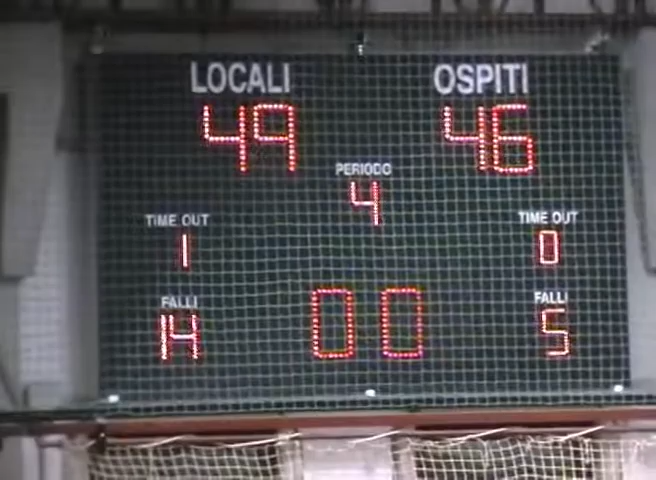 LOCALI OSPITI
49 46
PERIODO
4
TIME OUT TIME OUT
1 0
FALLI FALLI
14 00 5